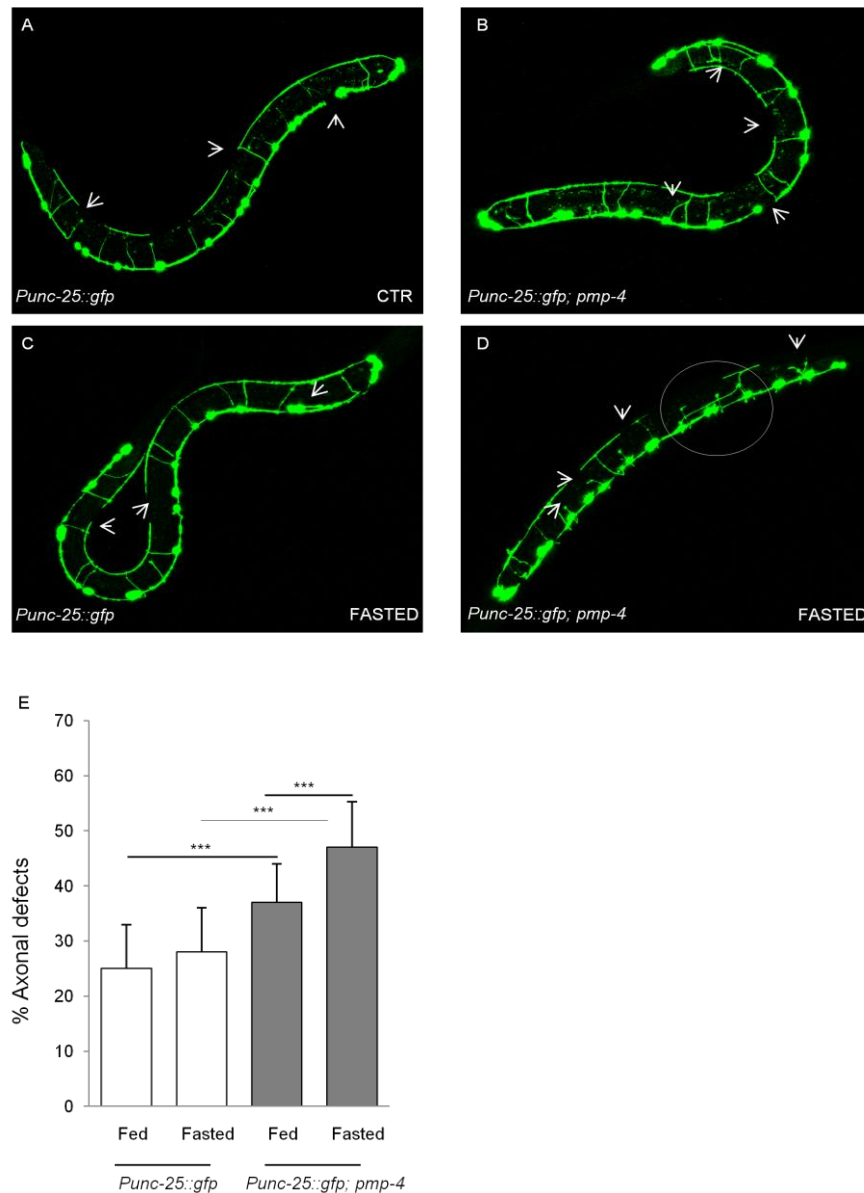 A
Punc-25::gfp CTR
B
Punc-25::gfp; pmp-4
C
Punc-25::gfp FASTED
D
Punc-25::gfp; pmp-4 FASTED
E
70
60
50
40
30
20
10
0
% Axonal defects
***
***
***
Fed Fasted Fed Fasted
Punc-25::gfp Punc-25::gfp; pmp-4